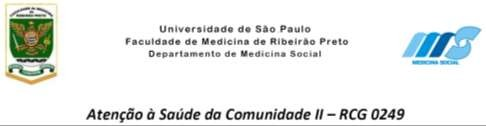 Universidade de São Paulo
Faculdade de Medicina de Ribeirão Preto
Departamento de Medicina Social
MEDICINA SOCIAL
Atenção à Saúde da Comunidade II – RCG 0249